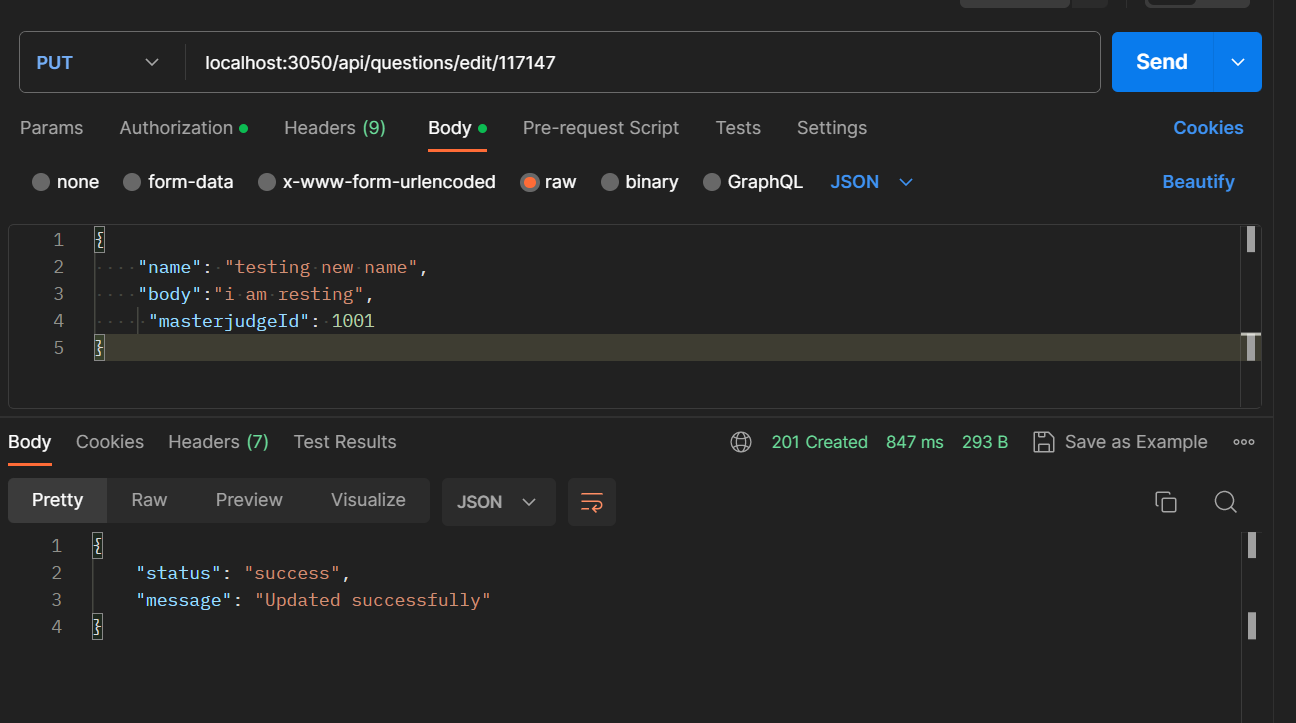 PUT localhost:3050/api/questions/edit/117147 Send
Params Authorization Headers (9) Body Pre-request Script Tests Settings Cookies
none form-data x-www-form-urlencoded raw binary GraphQL JSON Beautify
1 {
2 "name": "testing new name",
3 "body":"i am resting",
4 "masterjudgeId": 1001
5 }
Body Cookies Headers (7) Test Results 201 Created 847 ms 293 B Save as Example
Pretty Raw Preview Visualize JSON
1 {
2 "status": "success",
3 "message": "Updated successfully"
4 }